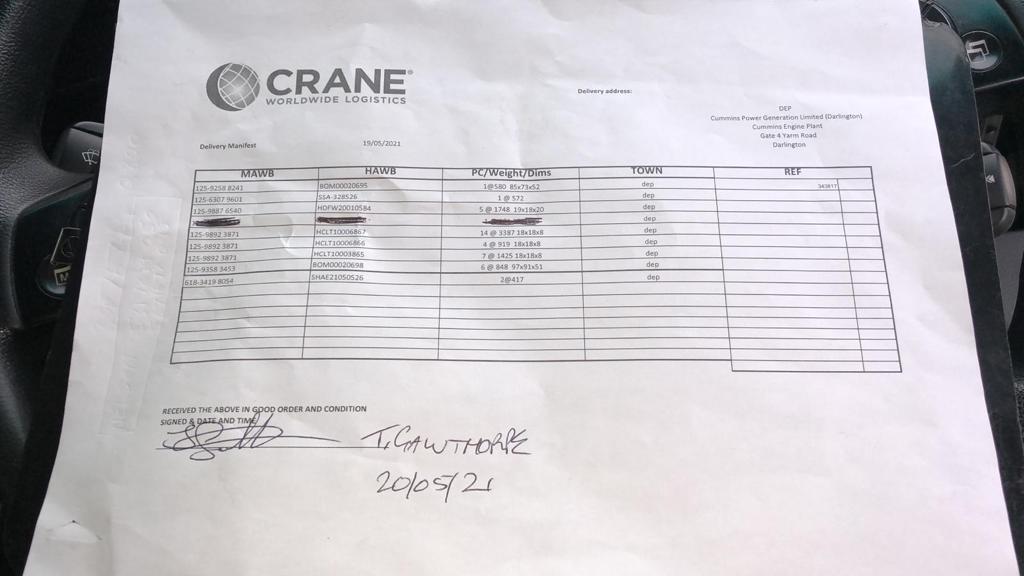 CRANE®
WORLDWIDE LOGISTICS
Delivery address:
DEP
Cummins Power Generation Limited (Darlington)
Cummins Engine Plant
Gate 4 Yarm Road
Darlington
Delivery Manifest 19/05/2021
MAWB HAWB PC/Weight/Dims TOWN REF
125-9258 8241 BOM00020695 1@580 85x73x52 dep 343817
125-6307 9601 SSA-328526 1 @ 572 dep
125-9887 6540 HDFW20010584 5 @ 1748 19x18x20 dep
dep
125-9892 3871 HCLT10006867 14 @ 3387 18x18x8 dep
125-9892 3871 HCLT10006866 4 @ 919 18x18x8 dep
125-9892 3871 HCLT10003865 7 @ 1425 18x18x8 dep
125-9358 3453 BOM00020698 6 @ 848 97x91x51 dep
618-3419 8054 SHAE21050526 2@417 dep
RECEIVED THE ABOVE IN GOOD ORDER AND CONDITION
SIGNED & DATE AND TIME
T. GAWTHORPE
20/05/21